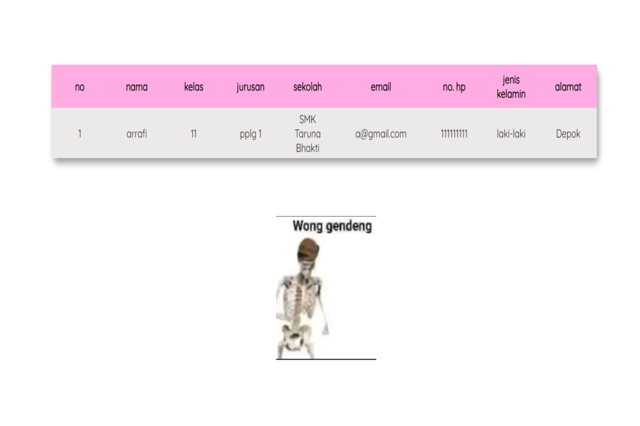 no nama kelas jurusan sekolah email no. hp jenis kelamin alamat
1 arrafi 11 pplg 1 SMK Taruna Bhakti a@gmail.com 111111111 laki-laki Depok
Wong gendeng